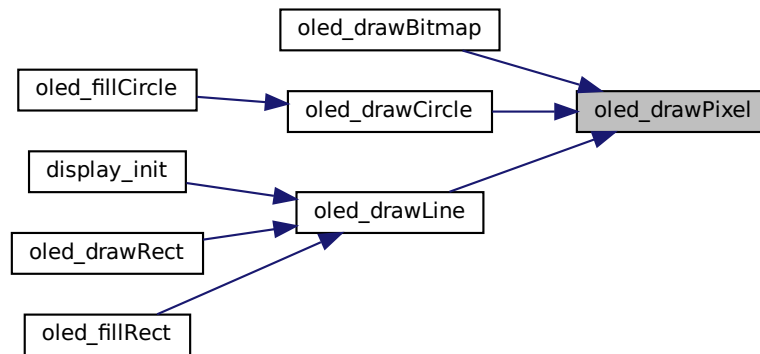 oled_drawBitmap
oled_fillCircle
oled_drawCircle
oled_drawPixel
display_init
oled_drawLine
oled_drawRect
oled_fillRect